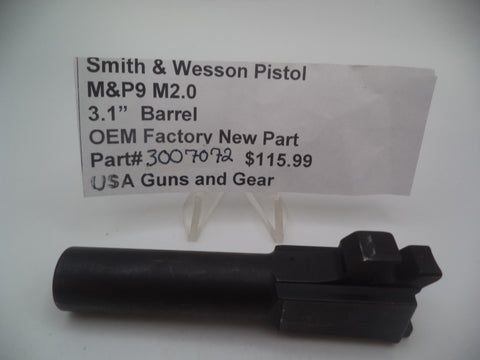 Smith & Wesson Pistol
M&P9 M2.0
3.1" Barrel
OEM Factory New Part
Part#3007072 $115.99
USA Guns and Gear